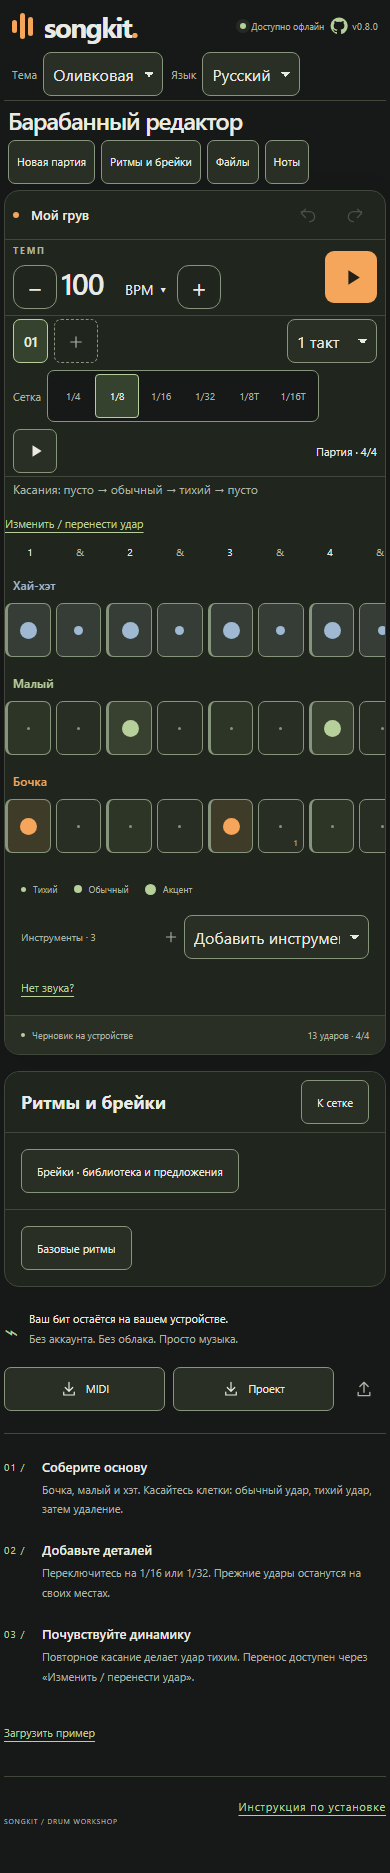 songkit.
Доступно офлайн
v0.8.0
Тема
Оливковая
Язык
Русский
Барабанный редактор
Новая партия
Ритмы и брейки
Файлы
Ноты
Мой грув
ТЕМП
−
100
BPM
+
01
+
1 такт
Сетка
1/4
1/8
1/16
1/32
1/8T
1/16T
Партия · 4/4
Касания: пусто → обычный → тихий → пусто
Изменить / перенести удар
1 & 2 & 3 & 4 &
Хай-хэт
Малый
Бочка
1
Тихий
Обычный
Акцент
Инструменты · 3
+
Добавить инструмен
Нет звука?
Черновик на устройстве
13 ударов · 4/4
Ритмы и брейки
К сетке
Брейки · библиотека и предложения
Базовые ритмы
Ваш бит остаётся на вашем устройстве.
Без аккаунта. Без облака. Просто музыка.
MIDI
Проект
01 /
Соберите основу
Бочка, малый и хэт. Касайтесь клетки: обычный удар, тихий удар,
затем удаление.
02 /
Добавьте деталей
Переключитесь на 1/16 или 1/32. Прежние удары останутся на
своих местах.
03 /
Почувствуйте динамику
Повторное касание делает удар тихим. Перенос доступен через
«Изменить / перенести удар».
Загрузить пример
Инструкция по установке
SONGKIT / DRUM WORKSHOP